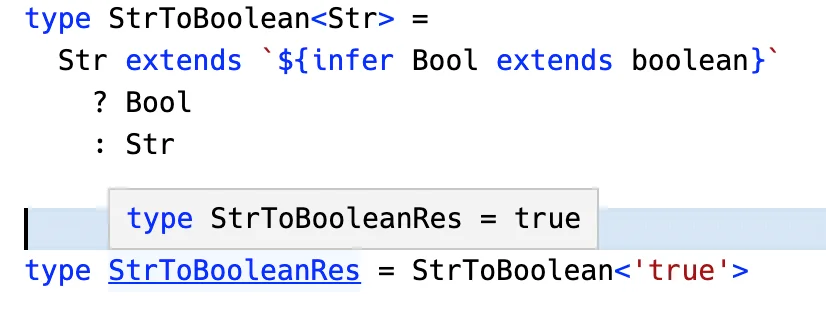 type StrToBoolean<Str> =
  Str extends `${infer Bool extends boolean}`
    ? Bool
    : Str
type StrToBooleanRes = true
type StrToBooleanRes = StrToBoolean<'true'>